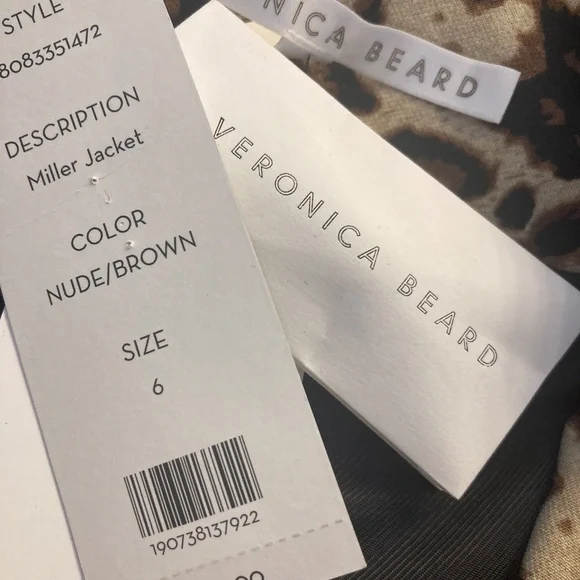 STYLE
8083351472
DESCRIPTION
Miller Jacket
COLOR
NUDE/BROWN
SIZE
6
190738137922
NICA BEARD
VERONICA BEARD